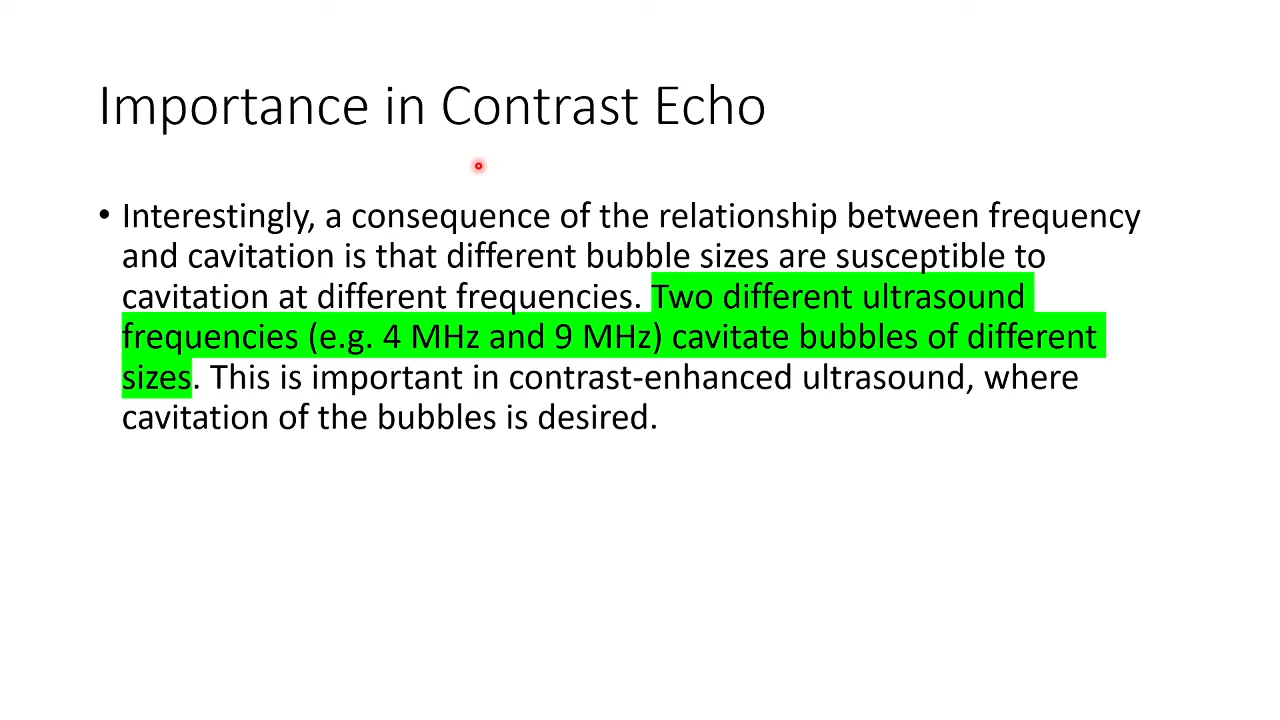 Importance in Contrast Echo
• Interestingly, a consequence of the relationship between frequency
and cavitation is that different bubble sizes are susceptible to
cavitation at different frequencies. Two different ultrasound
frequencies (e.g. 4 MHz and 9 MHz) cavitate bubbles of different
sizes. This is important in contrast-enhanced ultrasound, where
cavitation of the bubbles is desired.